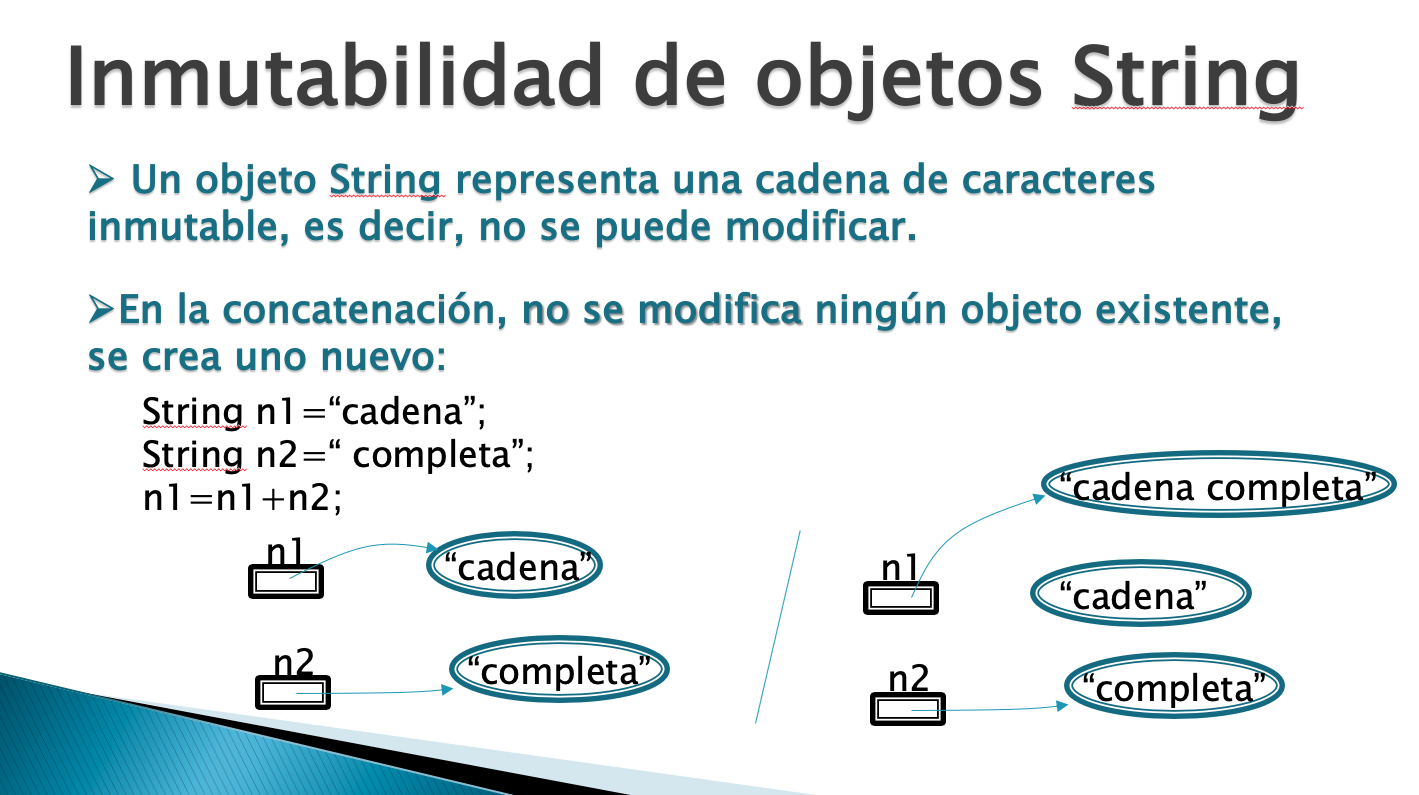 Inmutabilidad de objetos String
➢ Un objeto String representa una cadena de caracteres
inmutable, es decir, no se puede modificar.
➢En la concatenación, no se modifica ningún objeto existente,
se crea uno nuevo:
String n1=“cadena”;
String n2=“ completa”;
n1=n1+n2;
n1
“cadena”
n2
“completa”
“cadena completa”
n1
“cadena”
n2
“completa”